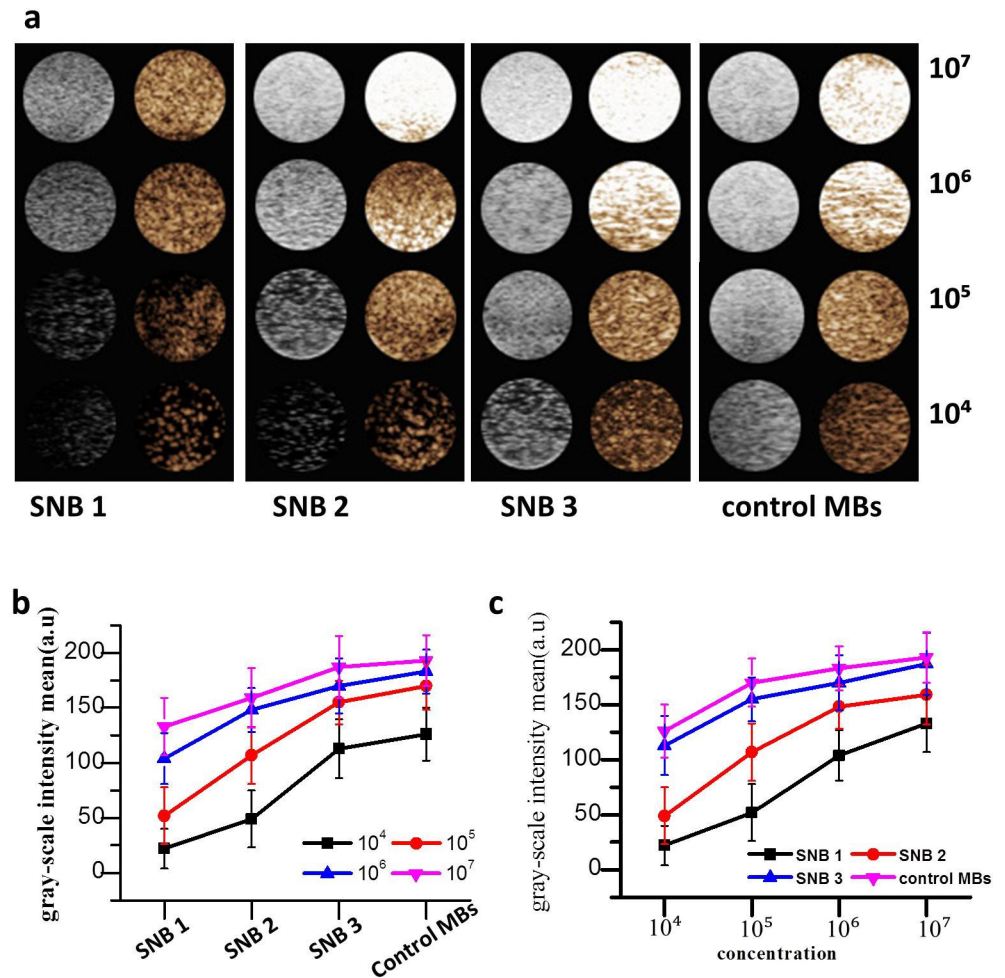 a
10⁷
10⁶
10⁵
10⁴
SNB 1 SNB 2 SNB 3 control MBs
b
gray-scale intensity mean(a.u)
200
150
100
50
0
10⁴ 10⁵
10⁶ 10⁷
SNB 1 SNB 2 SNB 3 Control MBs
c
gray-scale intensity mean(a.u)
200
150
100
50
0
SNB 1 SNB 2
SNB 3 control MBs
10⁴ 10⁵ 10⁶ 10⁷
concentration